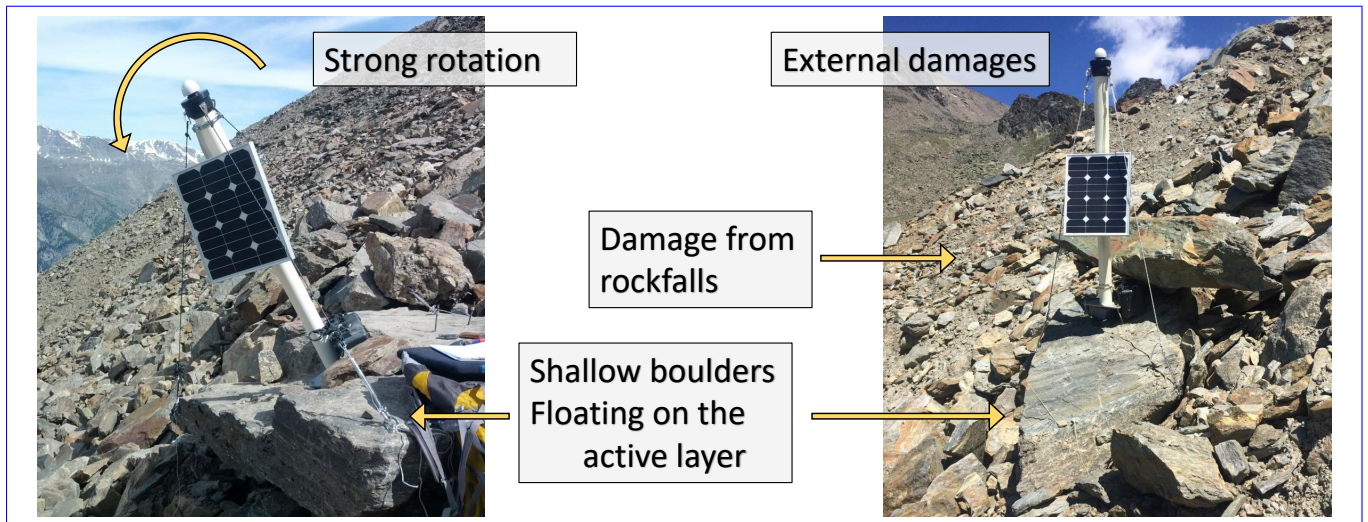 Strong rotation
External damages
Damage from
rockfalls
Shallow boulders
Floating on the
active layer